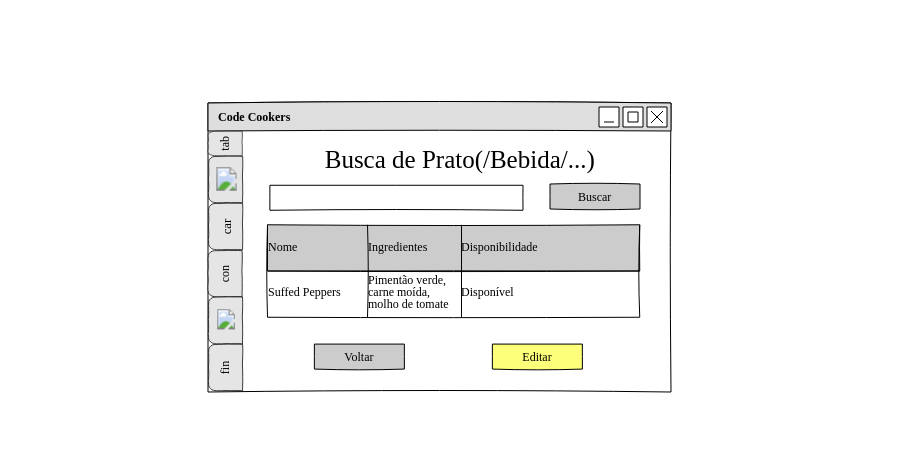 Code Cookers
tab
car
con
fin
Busca de Prato(/Bebida/...)
Buscar
Nome Ingredientes Disponibilidade
Suffed Peppers
Pimentão verde,
carne moída,
molho de tomate
Disponível
Voltar
Editar